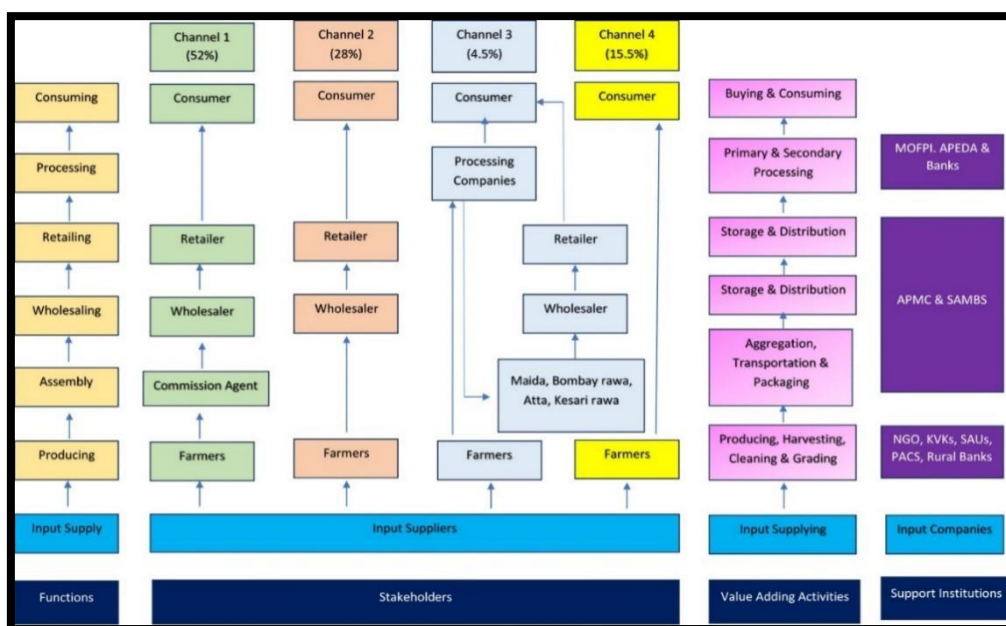 Channel 1
(52%)
Channel 2
(28%)
Channel 3
(4.5%)
Channel 4
(15.5%)
Consuming
Consumer
Consumer
Consumer
Consumer
Buying & Consuming
Processing
Processing
Companies
Primary & Secondary
Processing
MOFPI. APEDA &
Banks
Retailing
Retailer
Retailer
Retailer
Storage & Distribution
Wholesaling
Wholesaler
Wholesaler
Wholesaler
Storage & Distribution
APMC & SAMBS
Assembly
Commission Agent
Maida, Bombay rawa,
Atta, Kesari rawa
Aggregation,
Transportation &
Packaging
Producing
Farmers
Farmers
Farmers
Farmers
Producing, Harvesting,
Cleaning & Grading
NGO, KVKs, SAUs,
PACS, Rural Banks
Input Supply
Input Suppliers
Input Supplying
Input Companies
Functions
Stakeholders
Value Adding Activities
Support Institutions